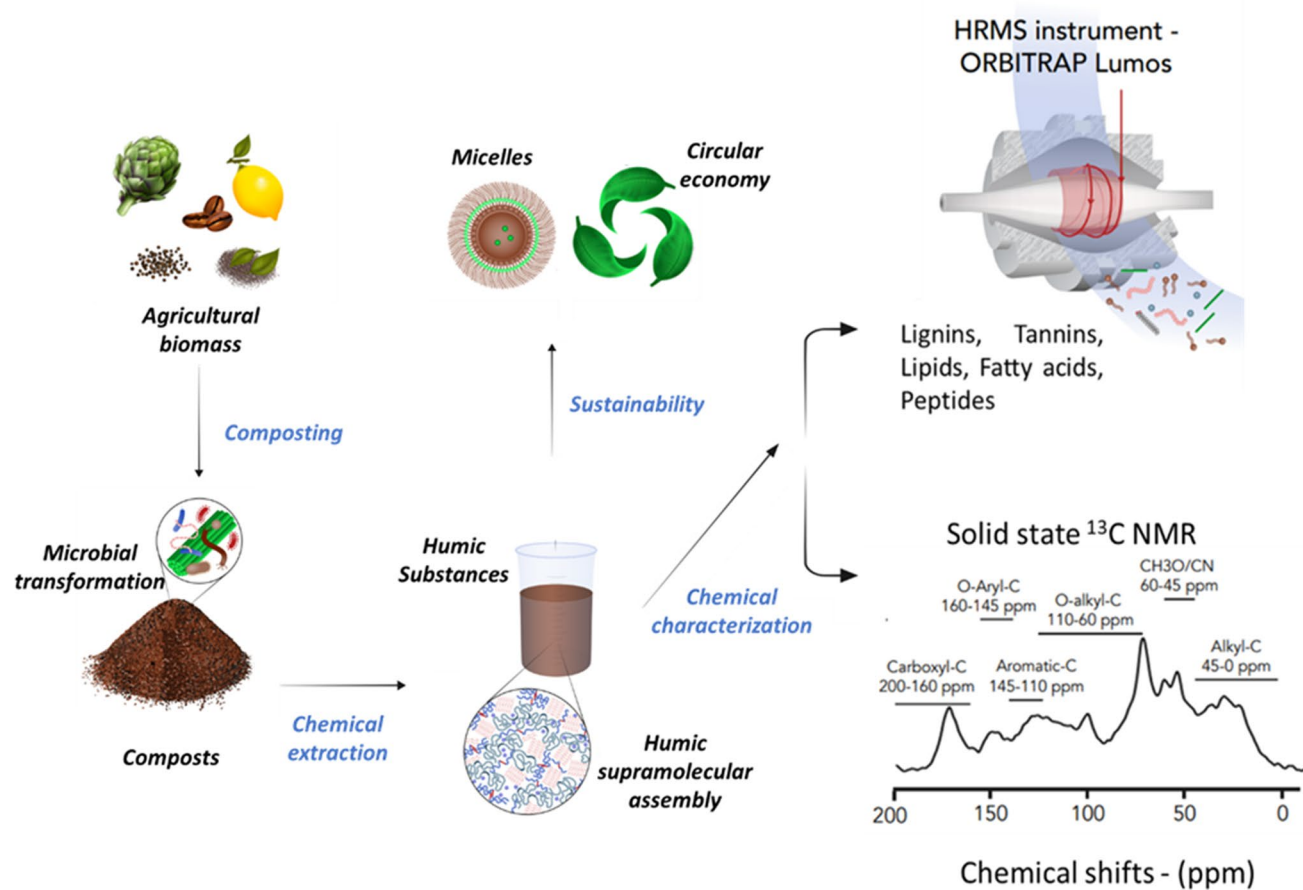 HRMS instrument -
ORBITRAP Lumos
Micelles
Circular
economy
Agricultural
biomass
Lignins, Tannins,
Lipids, Fatty acids,
Peptides
Sustainability
Composting
Microbial
transformation
Humic
Substances
Chemical
characterization
Composts
Chemical
extraction
Humic
supramolecular
assembly
Solid state ¹³C NMR
CH3O/CN
60-45 ppm
O-Aryl-C
160-145 ppm
O-alkyl-C
110-60 ppm
Alkyl-C
45-0 ppm
Carboxyl-C
200-160 ppm
Aromatic-C
145-110 ppm
200 150 100 50 0
Chemical shifts - (ppm)